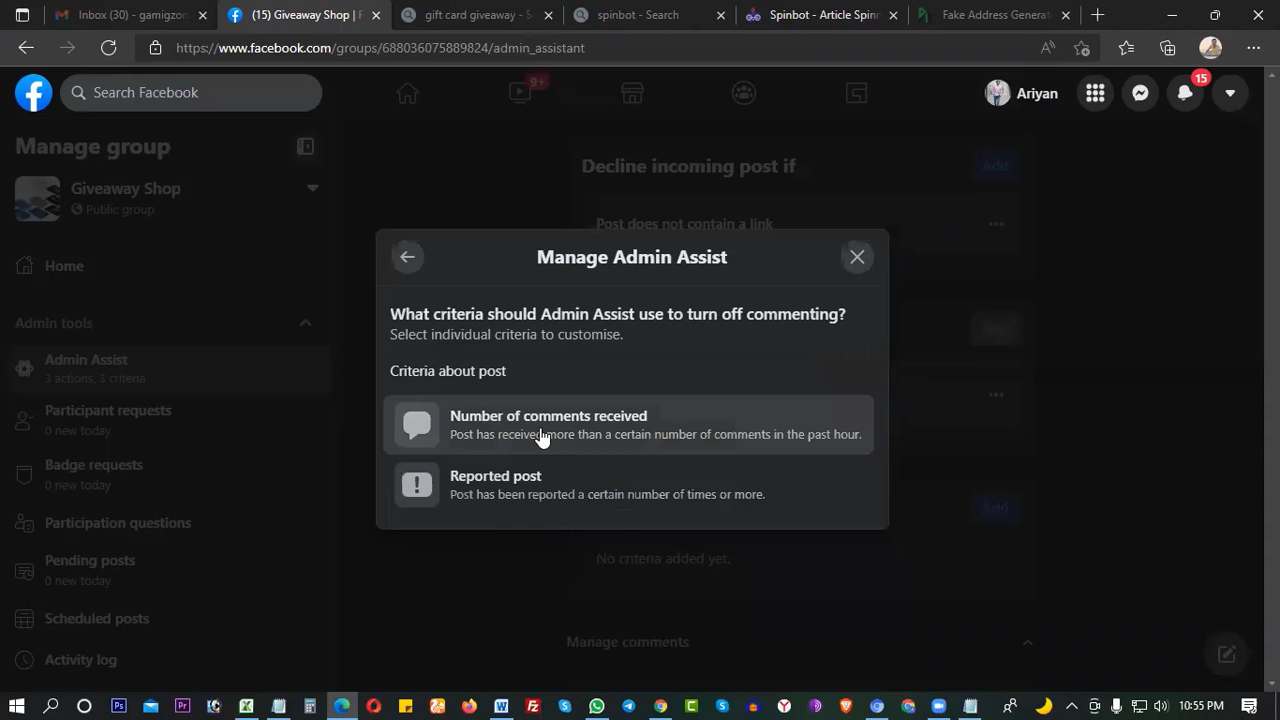 Inbox (30) - gamigzone
(15) Giveaway Shop | F
gift card giveaway - S
spinbot - Search
Spinbot - Article Spinn
Fake Address Generat
https://www.facebook.com/groups/688036075889824/admin_assistant
Search Facebook
9+
Ariyan
15
Manage group
Giveaway Shop
Public group
Home
Admin tools
Admin Assist
3 actions, 3 criteria
Participant requests
0 new today
Badge requests
0 new today
Participation questions
Pending posts
0 new today
Scheduled posts
Activity log
Decline incoming post if
Add
Post does not contain a link
Manage Admin Assist
What criteria should Admin Assist use to turn off commenting?
Select individual criteria to customise.
Criteria about post
Number of comments received
Post has received more than a certain number of comments in the past hour.
Reported post
Post has been reported a certain number of times or more.
Add
No criteria added yet.
Manage comments
10:55 PM